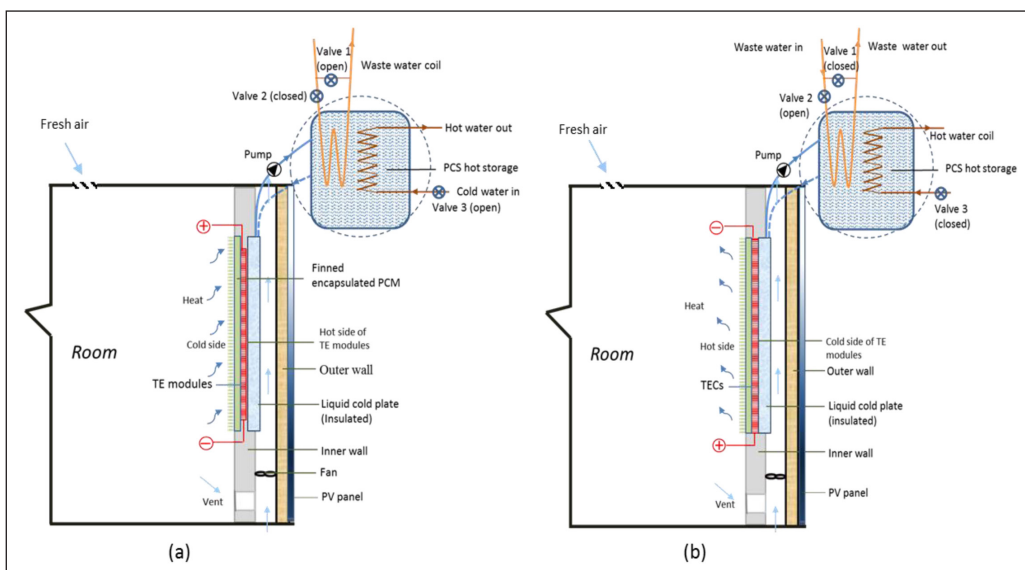 Valve 1
(open)
Waste water coil
Valve 2 (closed)
Fresh air
Pump
Hot water out
PCS hot storage
Cold water in
Valve 3 (open)
+
Finned
encapsulated PCM
Heat
Cold side
Hot side of
TE modules
Room
TE modules
Outer wall
Liquid cold plate
(Insulated)
−
Inner wall
Fan
Vent
PV panel
(a)
Waste water in
Valve 1
(closed)
Waste water out
Valve 2
(open)
Fresh air
Pump
Hot water coil
PCS hot storage
Valve 3
(closed)
−
Heat
Hot side
Cold side of TE
modules
Room
TECs
Outer wall
Liquid cold plate
(insulated)
+
Inner wall
Vent
PV panel
(b)